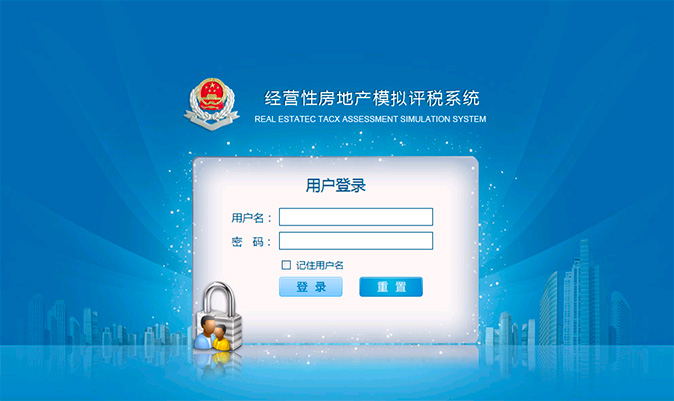 经营性房地产模拟评税系统
REAL ESTATEC TACX ASSESSMENT SIMULATION SYSTEM
用户登录
用户名：
密 码：
记住用户名
登 录 重 置